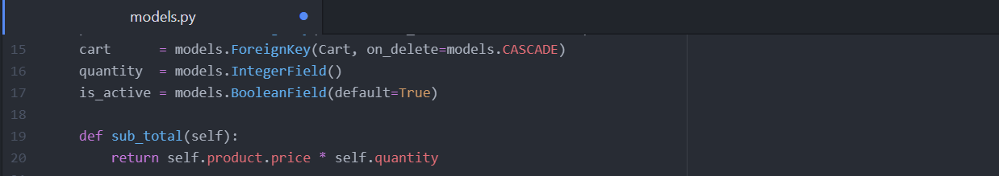 models.py
15 cart      = models.ForeignKey(Cart, on_delete=models.CASCADE)
16 quantity  = models.IntegerField()
17 is_active = models.BooleanField(default=True)
18
19 def sub_total(self):
20     return self.product.price * self.quantity